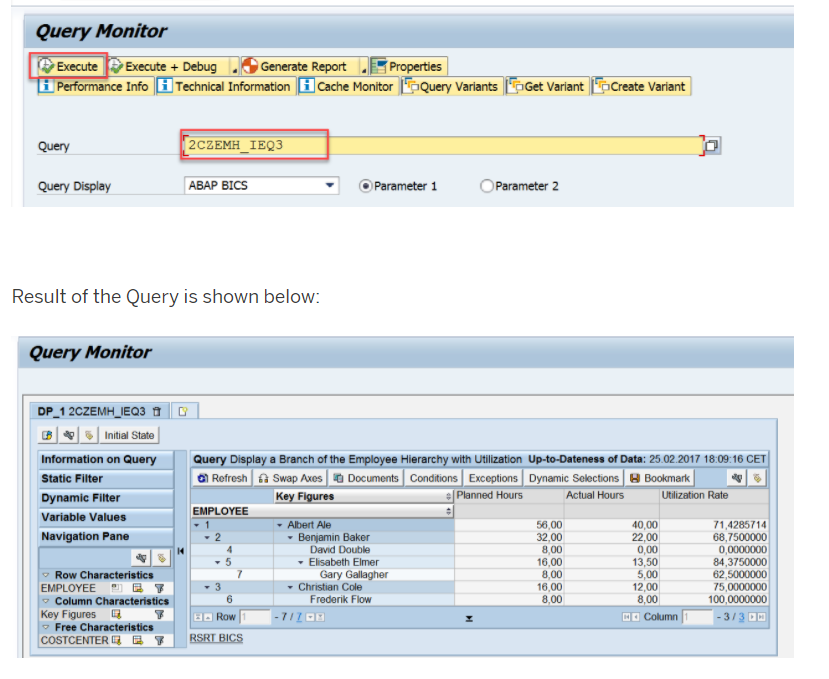 Query Monitor
Execute Execute + Debug Generate Report Properties
Performance Info Technical Information Cache Monitor Query Variants Get Variant Create Variant
Query 2CZEMH_IEQ3
Query Display ABAP BICS Parameter 1 Parameter 2
Result of the Query is shown below:
Query Monitor
DP_1 2CZEMH_IEQ3
Initial State
Information on Query
Query Display a Branch of the Employee Hierarchy with Utilization Up-to-Dateness of Data: 25.02.2017 18:09:16 CET
Static Filter
Refresh Swap Axes Documents Conditions Exceptions Dynamic Selections Bookmark
Dynamic Filter
Key Figures Planned Hours Actual Hours Utilization Rate
Variable Values
EMPLOYEE
Navigation Pane
1 Albert Ale 56,00 40,00 71,4285714
2 Benjamin Baker 32,00 22,00 68,7500000
4 David Double 8,00 0,00 0,0000000
5 Elisabeth Elmer 16,00 13,50 84,3750000
Row Characteristics
7 Gary Gallagher 8,00 5,00 62,5000000
EMPLOYEE
3 Christian Cole 16,00 12,00 75,0000000
Column Characteristics
6 Frederik Flow 8,00 8,00 100,0000000
Key Figures
Row 1 - 7 / 7 Column 1 - 3 / 3
Free Characteristics
COSTCENTER
RSRT BICS